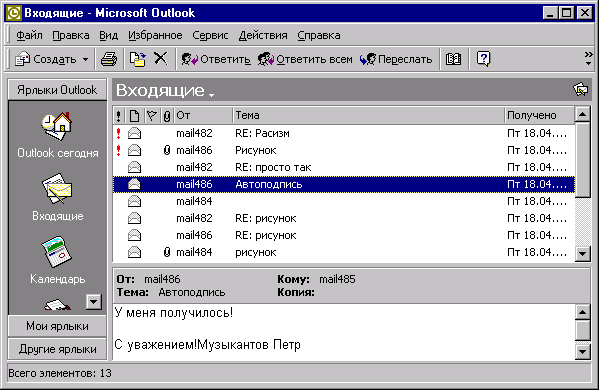 Входящие - Microsoft Outlook
Файл Правка Вид Избранное Сервис Действия Справка
Создать Ответить Ответить всем Переслать
Ярлыки Outlook
Outlook сегодня
Входящие
Календарь
Мои ярлыки
Другие ярлыки
Входящие
От Тема Получено
mail482 RE: Расизм Пт 18.04....
mail486 Рисунок Пт 18.04....
mail482 RE: просто так Пт 18.04....
mail486 Автоподпись Пт 18.04....
mail484 Пт 18.04....
mail482 RE: рисунок Пт 18.04....
mail486 RE: рисунок Пт 18.04....
mail484 рисунок Пт 18.04....
От: mail486 Кому: mail485
Тема: Автоподпись Копия:
У меня получилось!
С уважением!Музыкантов Петр
Всего элементов: 13